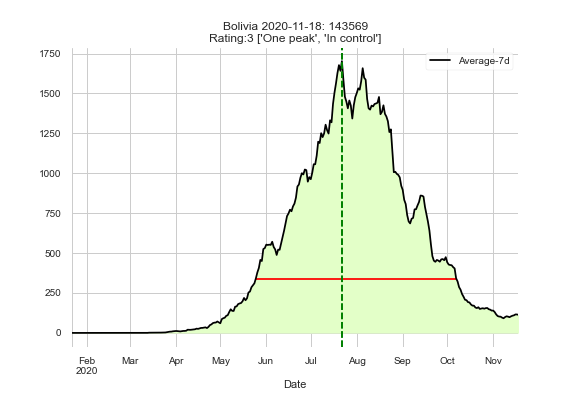 Bolivia 2020-11-18: 143569
Rating:3 ['One peak', 'In control']
Average-7d
1750
1500
1250
1000
750
500
250
0
Feb Mar Apr May Jun Jul Aug Sep Oct Nov
2020
Date